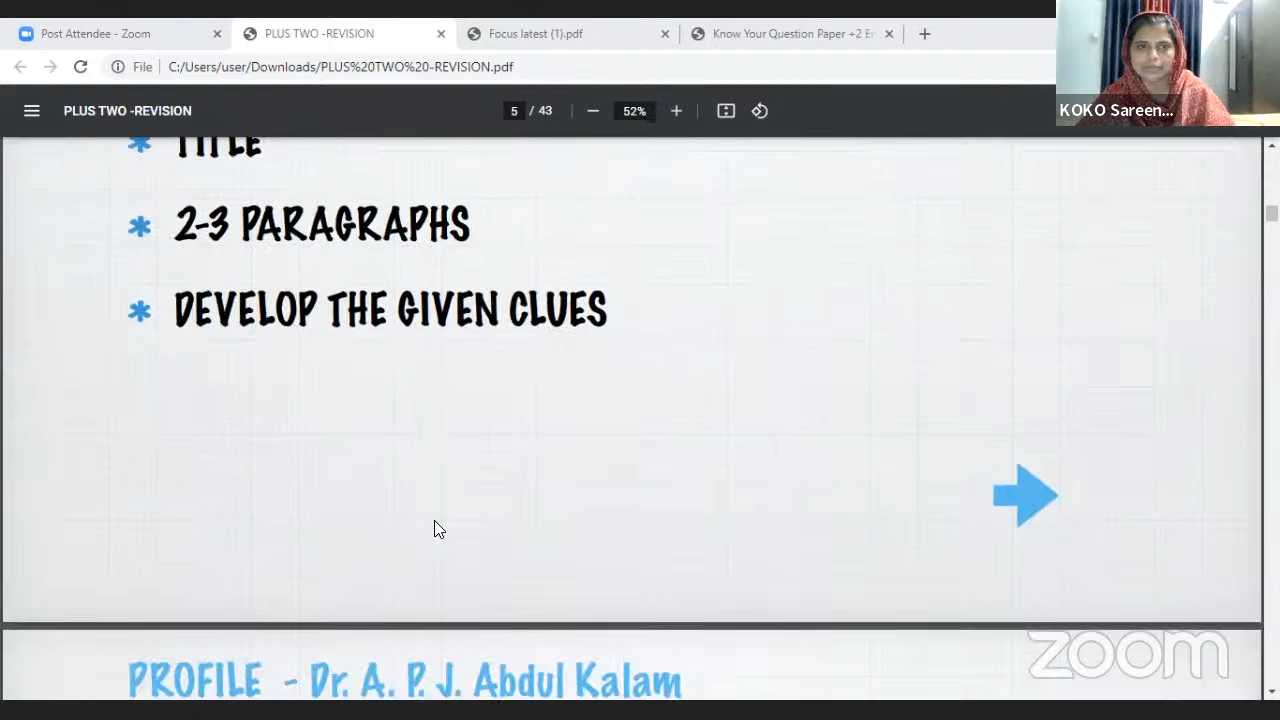 Post Attendee - Zoom
PLUS TWO -REVISION
Focus latest (1).pdf
Know Your Question Paper +2 En
File
C:/Users/user/Downloads/PLUS%20TWO%20-REVISION.pdf
KOKO Sareen...
PLUS TWO -REVISION
5 / 43
52%
TITLE
2-3 PARAGRAPHS
DEVELOP THE GIVEN CLUES
zoom
PROFILE - Dr. A. P. J. Abdul Kalam